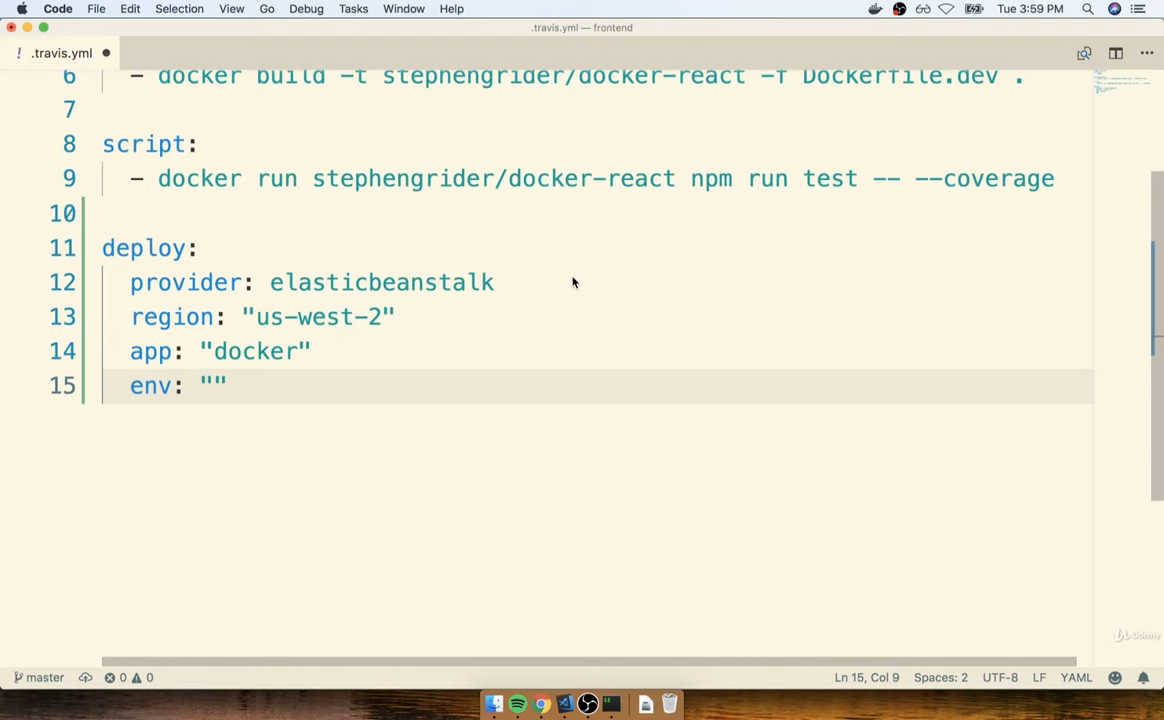 Code File Edit Selection View Go Debug Tasks Window Help Tue 3:59 PM
.travis.yml — frontend
! .travis.yml
6 - docker build -t stephengrider/docker-react -f Dockerfile.dev .
7
8 script:
9 - docker run stephengrider/docker-react npm run test -- --coverage
10
11 deploy:
12 provider: elasticbeanstalk
13 region: "us-west-2"
14 app: "docker"
15 env: ""
Udemy
master 0 0 Ln 15, Col 9 Spaces: 2 UTF-8 LF YAML